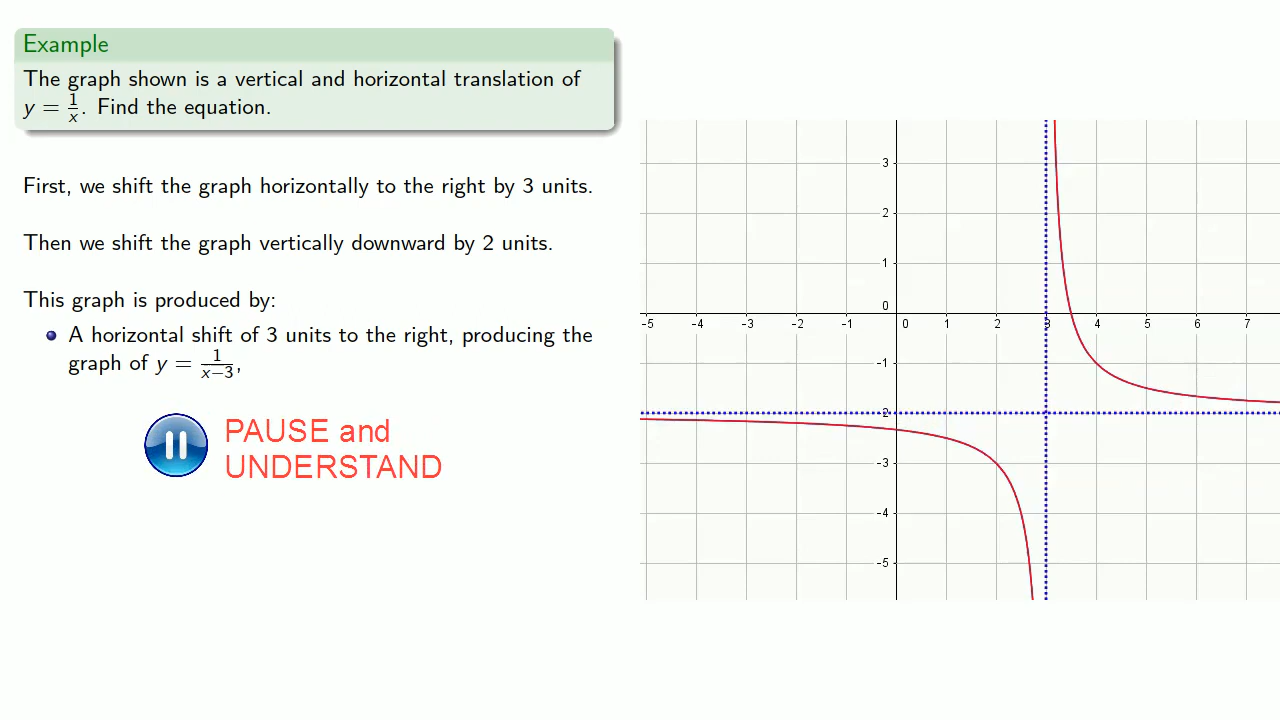 Example
The graph shown is a vertical and horizontal translation of
y = 1/x. Find the equation.
First, we shift the graph horizontally to the right by 3 units.
Then we shift the graph vertically downward by 2 units.
This graph is produced by:
A horizontal shift of 3 units to the right, producing the
graph of y = 1/(x−3),
PAUSE and
UNDERSTAND
3
2
1
0
-5 -4 -3 -2 -1 0 1 2 3 4 5 6 7
-1
-2
-3
-4
-5